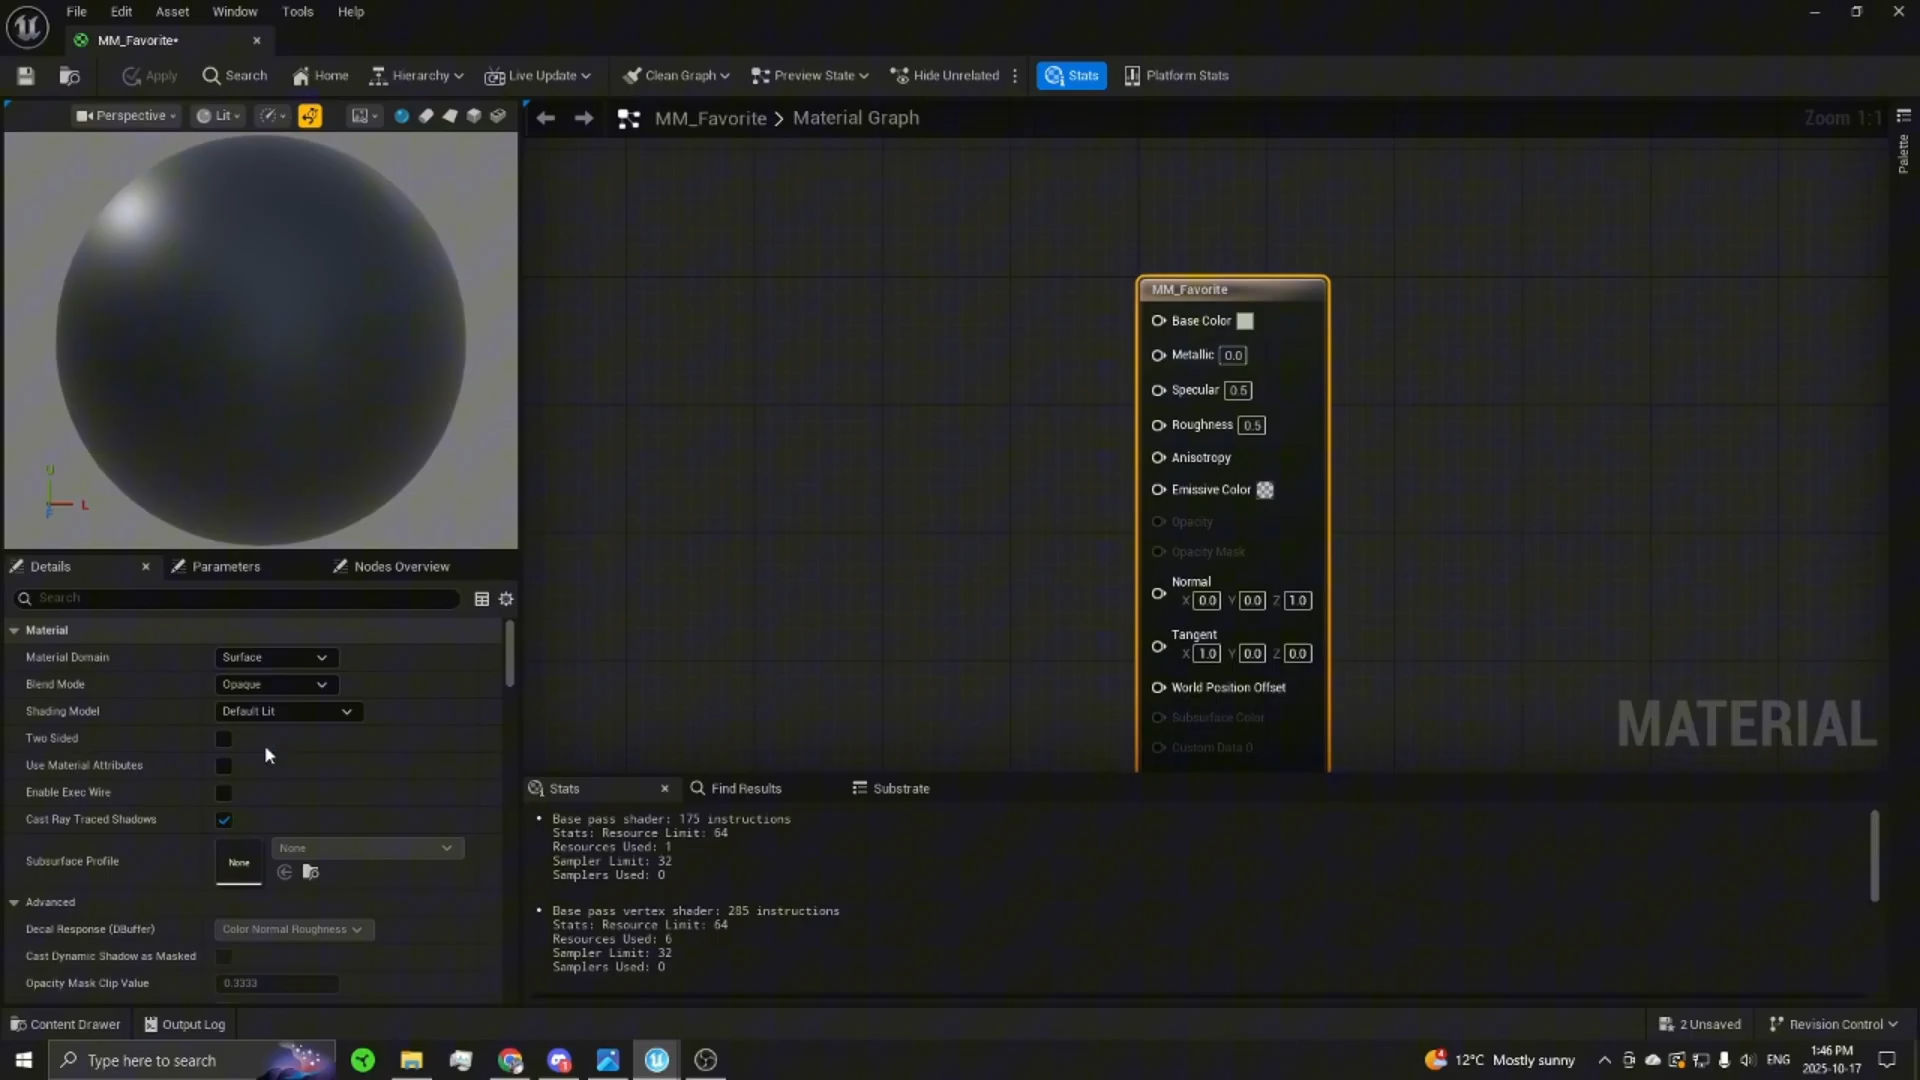 File Edit Asset Window Tools Help
MM_Favorite•
Apply Search Home Hierarchy Live Update Clean Graph Preview State Hide Unrelated Stats Platform Stats
Perspective Lit
MM_Favorite > Material Graph
Zoom 1:1
Palette
MM_Favorite
Base Color
Metallic 0.0
Specular 0.5
Roughness 0.5
Anisotropy
Emissive Color
Opacity
Opacity Mask
Normal
X 0.0 Y 0.0 Z 1.0
Tangent
X 1.0 Y 0.0 Z 0.0
World Position Offset
Subsurface Color
Custom Data 0
MATERIAL
U
L
F
Details Parameters Nodes Overview
Search
Material
Material Domain Surface
Blend Mode Opaque
Shading Model Default Lit
Two Sided
Use Material Attributes
Enable Exec Wire
Cast Ray Traced Shadows
Subsurface Profile None None
Advanced
Decal Response (DBuffer) Color Normal Roughness
Cast Dynamic Shadow as Masked
Opacity Mask Clip Value 0.3333
Stats Find Results Substrate
• Base pass shader: 175 instructions
Stats: Resource Limit: 64
Resources Used: 1
Sampler Limit: 32
Samplers Used: 0
• Base pass vertex shader: 285 instructions
Stats: Resource Limit: 64
Resources Used: 6
Sampler Limit: 32
Samplers Used: 0
Content Drawer Output Log 2 Unsaved Revision Control
Type here to search
12°C Mostly sunny ENG
1:46 PM
2025-10-17